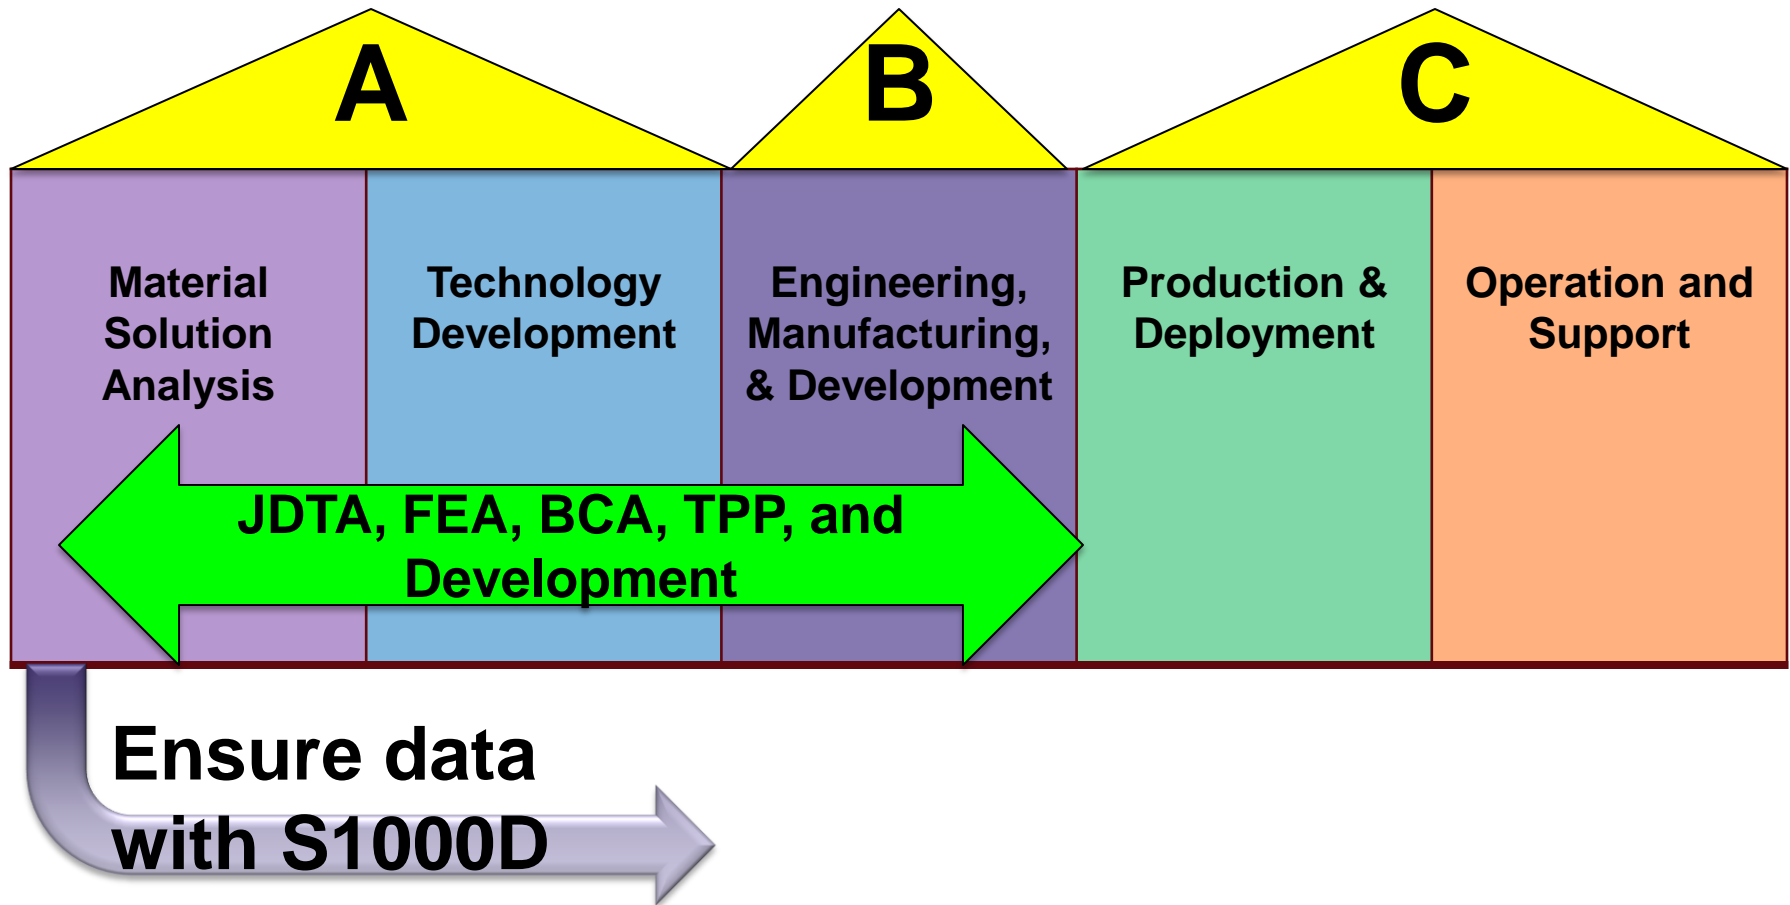 A
B
C
Material
Solution
Analysis
Technology
Development
Engineering,
Manufacturing,
& Development
Production &
Deployment
Operation and
Support
JDTA, FEA, BCA, TPP, and
Development
Ensure data
with S1000D